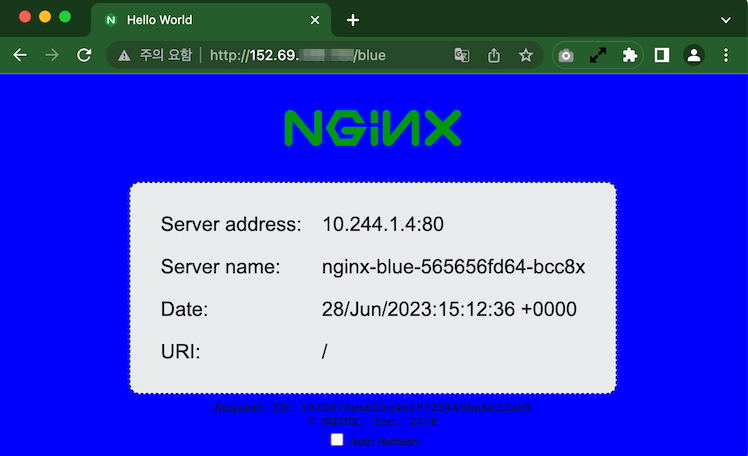 Hello World
주의 요함 http://152.69. /blue
NGINX
Server address: 10.244.1.4:80
Server name: nginx-blue-565656fd64-bcc8x
Date: 28/Jun/2023:15:12:36 +0000
URI: /
Request ID:
© NGINX, Inc. 2018
Auto Refresh